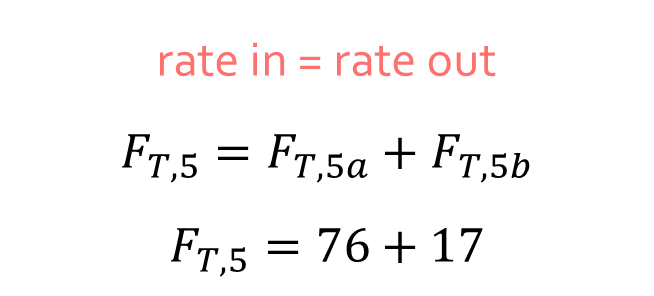 rate in = rate out
F_{T,5} = F_{T,5a} + F_{T,5b}
F_{T,5} = 76 + 17